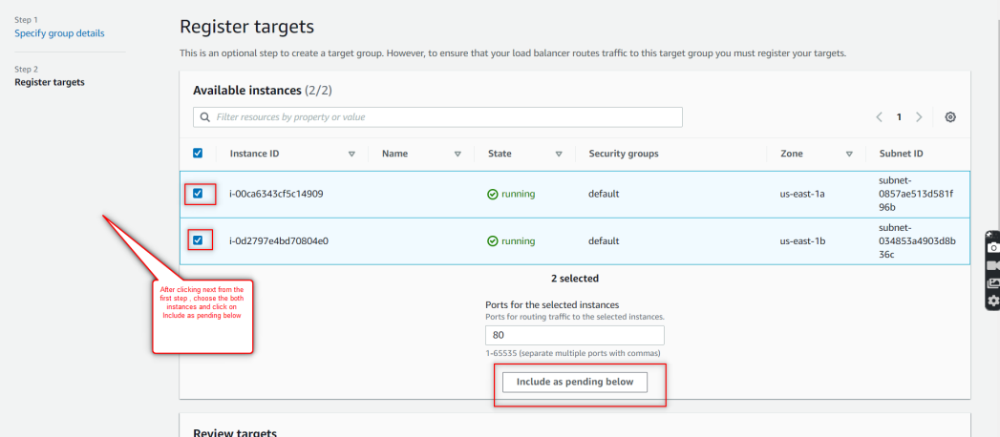 Step 1
Specify group details
Step 2
Register targets
Register targets
This is an optional step to create a target group. However, to ensure that your load balancer routes traffic to this target group you must register your targets.
Available instances (2/2)
Filter resources by property or value
1
Instance ID Name State Security groups Zone Subnet ID
i-00ca6343cf5c14909 running default us-east-1a
subnet-
0857ae513d581f
96b
i-0d2797e4bd70804e0 running default us-east-1b
subnet-
034853a4903d8b
36c
2 selected
After clicking next from the
first step , choose the both
instances and click on
Include as pending below
Ports for the selected instances
Ports for routing traffic to the selected instances.
80
1-65535 (separate multiple ports with commas)
Include as pending below
Review targets